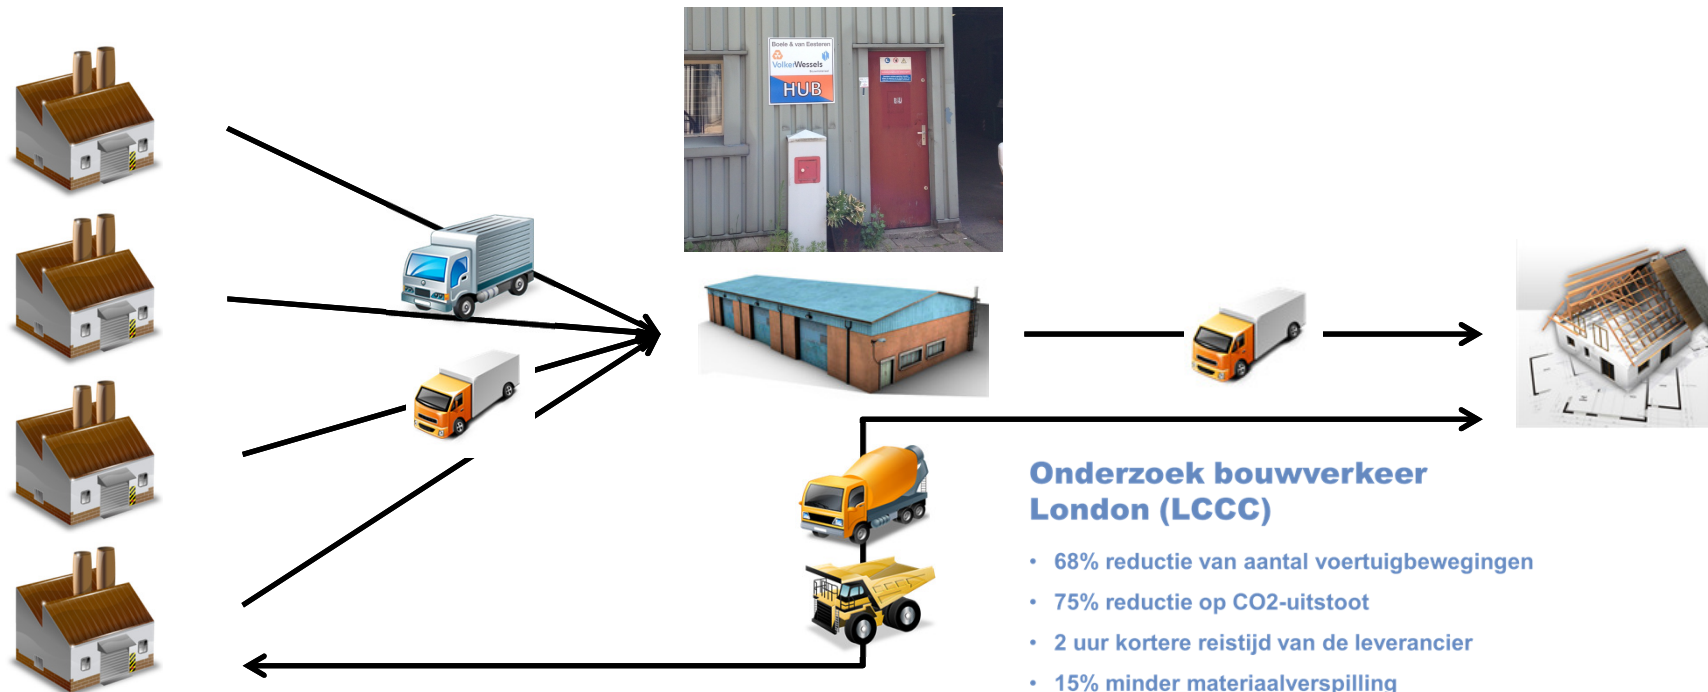 Boele & van Eesteren
VolkerWessels
HUB
Onderzoek bouwverkeer
London (LCCC)
• 68% reductie van aantal voertuigbewegingen
• 75% reductie op CO2-uitstoot
• 2 uur kortere reistijd van de leverancier
• 15% minder materiaalverspilling